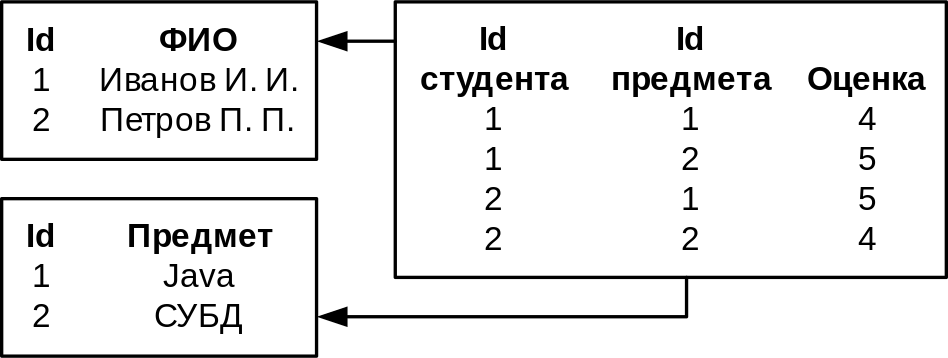 Id ФИО
1 Иванов И. И.
2 Петров П. П.
Id Предмет
1 Java
2 СУБД
Id Id
студента предмета Оценка
1 1 4
1 2 5
2 1 5
2 2 4